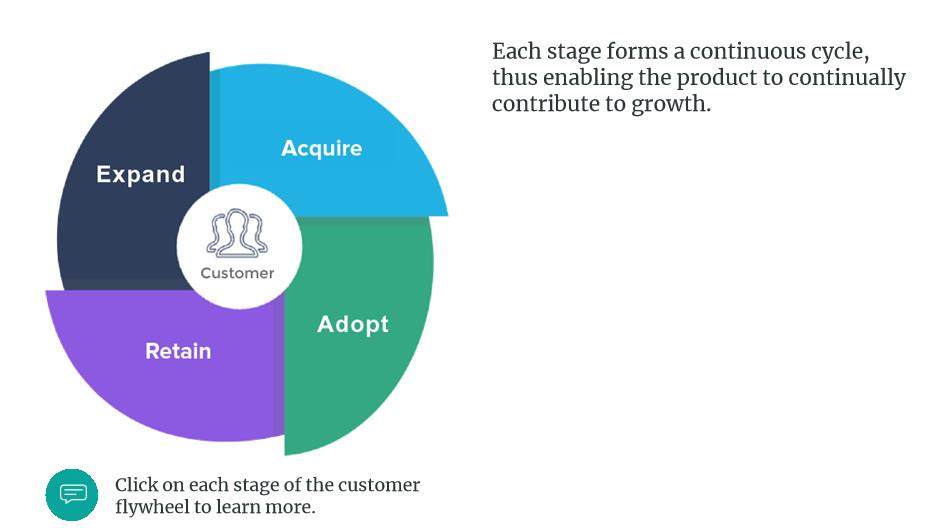 Each stage forms a continuous cycle,
thus enabling the product to continually
contribute to growth.
Expand
Acquire
Customer
Adopt
Retain
Click on each stage of the customer
flywheel to learn more.